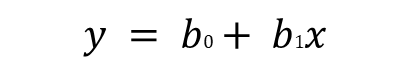 y = b₀ + b₁x